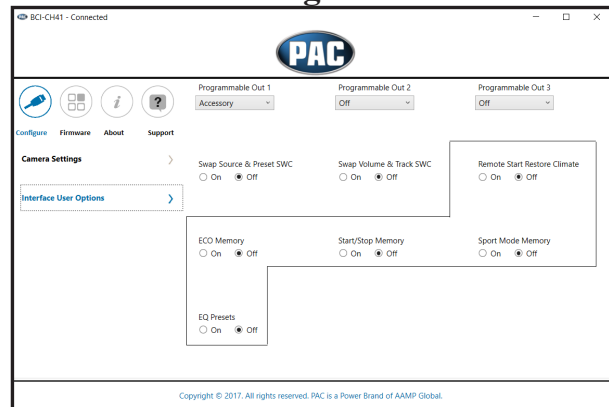 BCI-CH41 - Connected
PAC
Programmable Out 1 Programmable Out 2 Programmable Out 3
Accessory Off Off
Configure Firmware About Support
Camera Settings
Swap Source & Preset SWC Swap Volume & Track SWC Remote Start Restore Climate
On Off On Off On Off
Interface User Options
ECO Memory Start/Stop Memory Sport Mode Memory
On Off On Off On Off
EQ Presets
On Off
Copyright © 2017. All rights reserved. PAC is a Power Brand of AAMP Global.